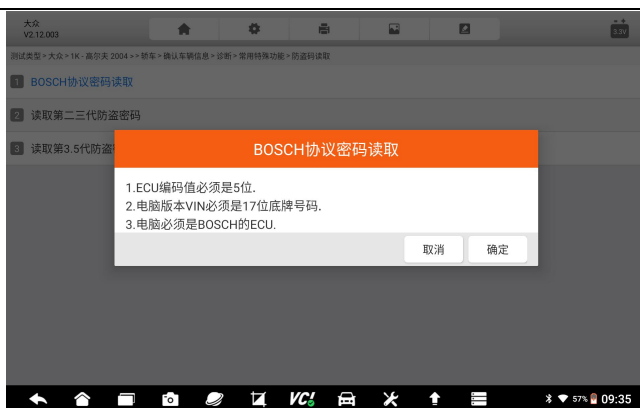 大众
V2.12.003
3.3V
测试类型 > 大众 > 1K - 高尔夫 2004 > > 轿车 > 确认车辆信息 > 诊断 > 常用特殊功能 > 防盗码读取
1 BOSCH协议密码读取
2 读取第二三代防盗密码
3 读取第3.5代防盗
BOSCH协议密码读取
1.ECU编码值必须是5位.
2.电脑版本VIN必须是17位底牌号码.
3.电脑必须是BOSCH的ECU.
取消 确定
VCI 57% 09:35